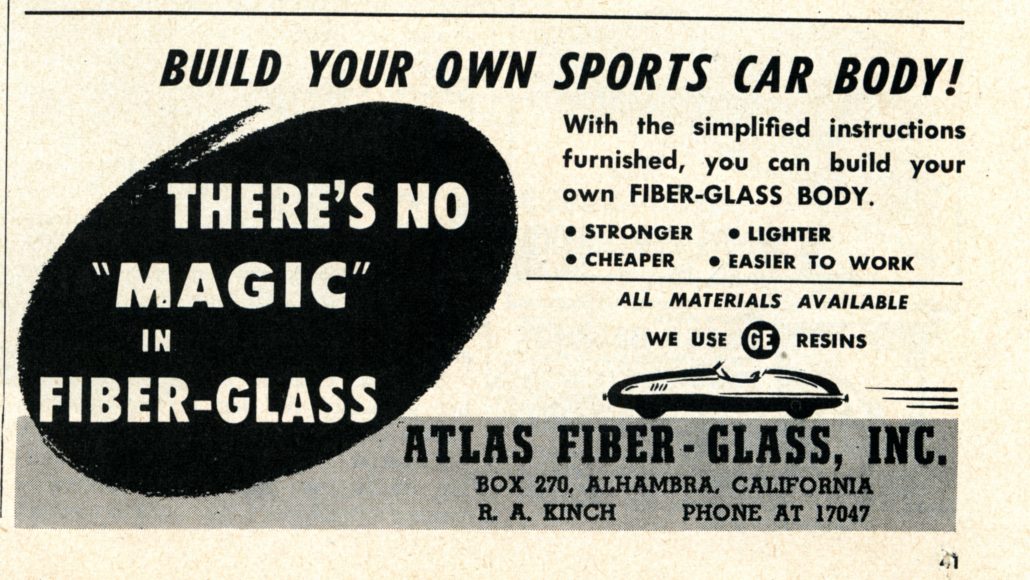 BUILD YOUR OWN SPORTS CAR BODY!
THERE'S NO
"MAGIC"
IN
FIBER-GLASS
With the simplified instructions
furnished, you can build your
own FIBER-GLASS BODY.
• STRONGER • LIGHTER
• CHEAPER • EASIER TO WORK
ALL MATERIALS AVAILABLE
WE USE GE RESINS
ATLAS FIBER-GLASS, INC.
BOX 270, ALHAMBRA, CALIFORNIA
R. A. KINCH PHONE AT 17047
41